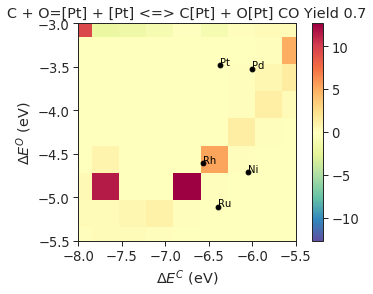 C + O=[Pt] + [Pt] <=> C[Pt] + O[Pt] CO Yield 0.7
−3.0
−3.5
−4.0
−4.5
−5.0
−5.5
ΔE^O (eV)
Pt
Pd
Rh
Ni
Ru
−8.0 −7.5 −7.0 −6.5 −6.0 −5.5
ΔE^C (eV)
10
5
0
−5
−10